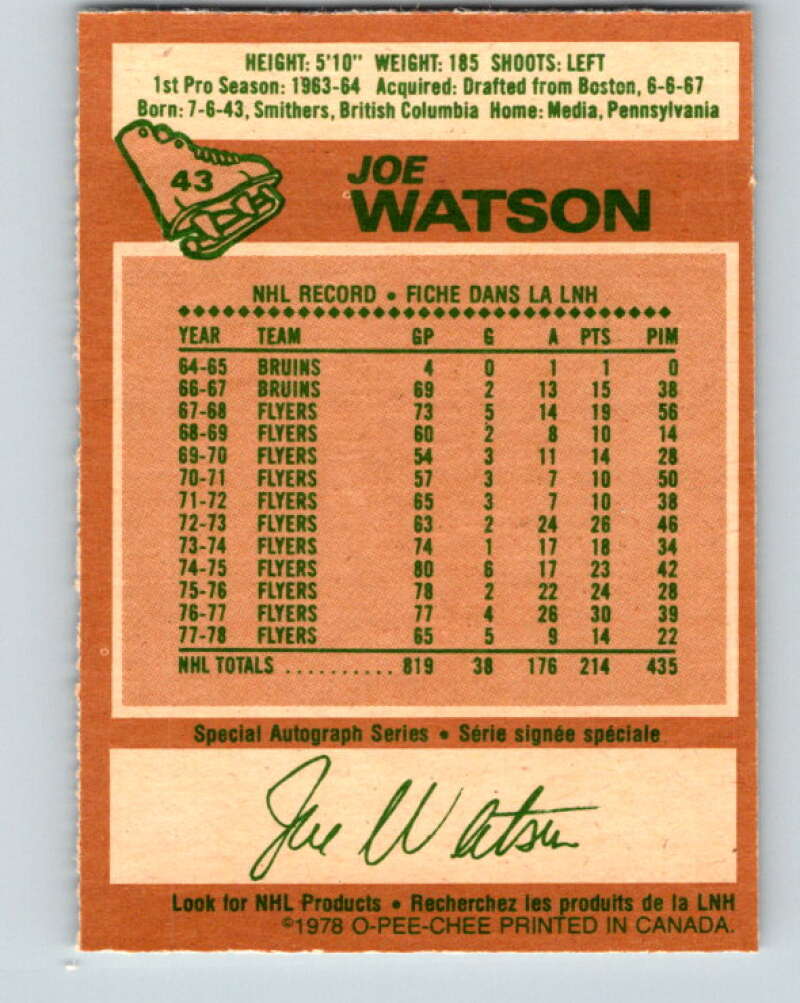 HEIGHT: 5'10" WEIGHT: 185 SHOOTS: LEFT
1st Pro Season: 1963-64 Acquired: Drafted from Boston, 6-6-67
Born: 7-6-43, Smithers, British Columbia Home: Media, Pennsylvania
43
JOE
WATSON
NHL RECORD • FICHE DANS LA LNH
YEAR TEAM GP G A PTS PIM
64-65 BRUINS 4 0 1 1 0
66-67 BRUINS 69 2 13 15 38
67-68 FLYERS 73 5 14 19 56
68-69 FLYERS 60 2 8 10 14
69-70 FLYERS 54 3 11 14 28
70-71 FLYERS 57 3 7 10 50
71-72 FLYERS 65 3 7 10 38
72-73 FLYERS 63 2 24 26 46
73-74 FLYERS 74 1 17 18 34
74-75 FLYERS 80 6 17 23 42
75-76 FLYERS 78 2 22 24 28
76-77 FLYERS 77 4 26 30 39
77-78 FLYERS 65 5 9 14 22
NHL TOTALS .......... 819 38 176 214 435
Special Autograph Series • Série signée spéciale
Joe Watson
Look for NHL Products • Recherchez les produits de la LNH
©1978 O-PEE-CHEE PRINTED IN CANADA.